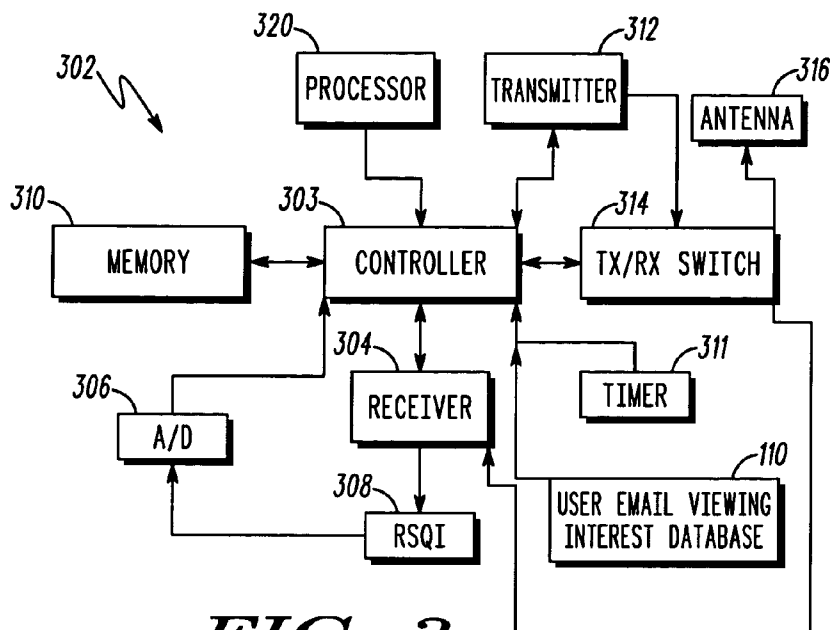 320
312
302
316
PROCESSOR
TRANSMITTER
ANTENNA
310
303
314
MEMORY
CONTROLLER
TX/RX SWITCH
304
311
306
RECEIVER
TIMER
A/D
110
308
USER EMAIL VIEWING
INTEREST DATABASE
RSQI